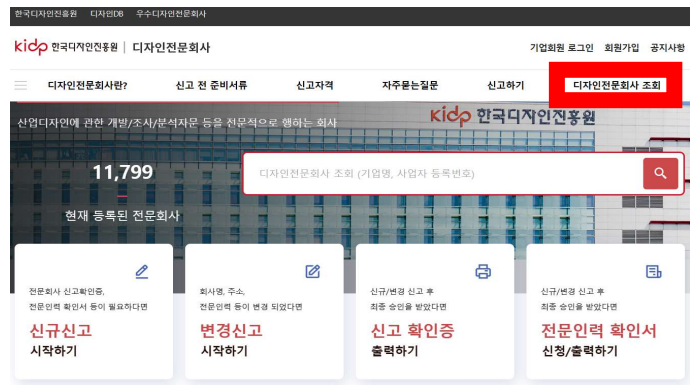 한국디자인진흥원 디자인DB 우수디자인전문회사
kidp 한국디자인진흥원 | 디자인전문회사
기업회원 로그인 회원가입 공지사항
디자인전문회사란? 신고 전 준비서류 신고자격 자주묻는질문 신고하기 디자인전문회사 조회
kidp 한국디자인진흥원
산업디자인에 관한 개발/조사/분석자문 등을 전문적으로 행하는 회사
11,799
현재 등록된 전문회사
디자인전문회사 조회 (기업명, 사업자 등록번호)
전문회사 신고확인증,
전문인력 확인서 등이 필요하다면
신규신고
시작하기
회사명, 주소,
전문인력 등이 변경 되었다면
변경신고
시작하기
신규/변경 신고 후
최종 승인을 받았다면
신고 확인증
출력하기
신규/변경 신고 후
최종 승인을 받았다면
전문인력 확인서
신청/출력하기